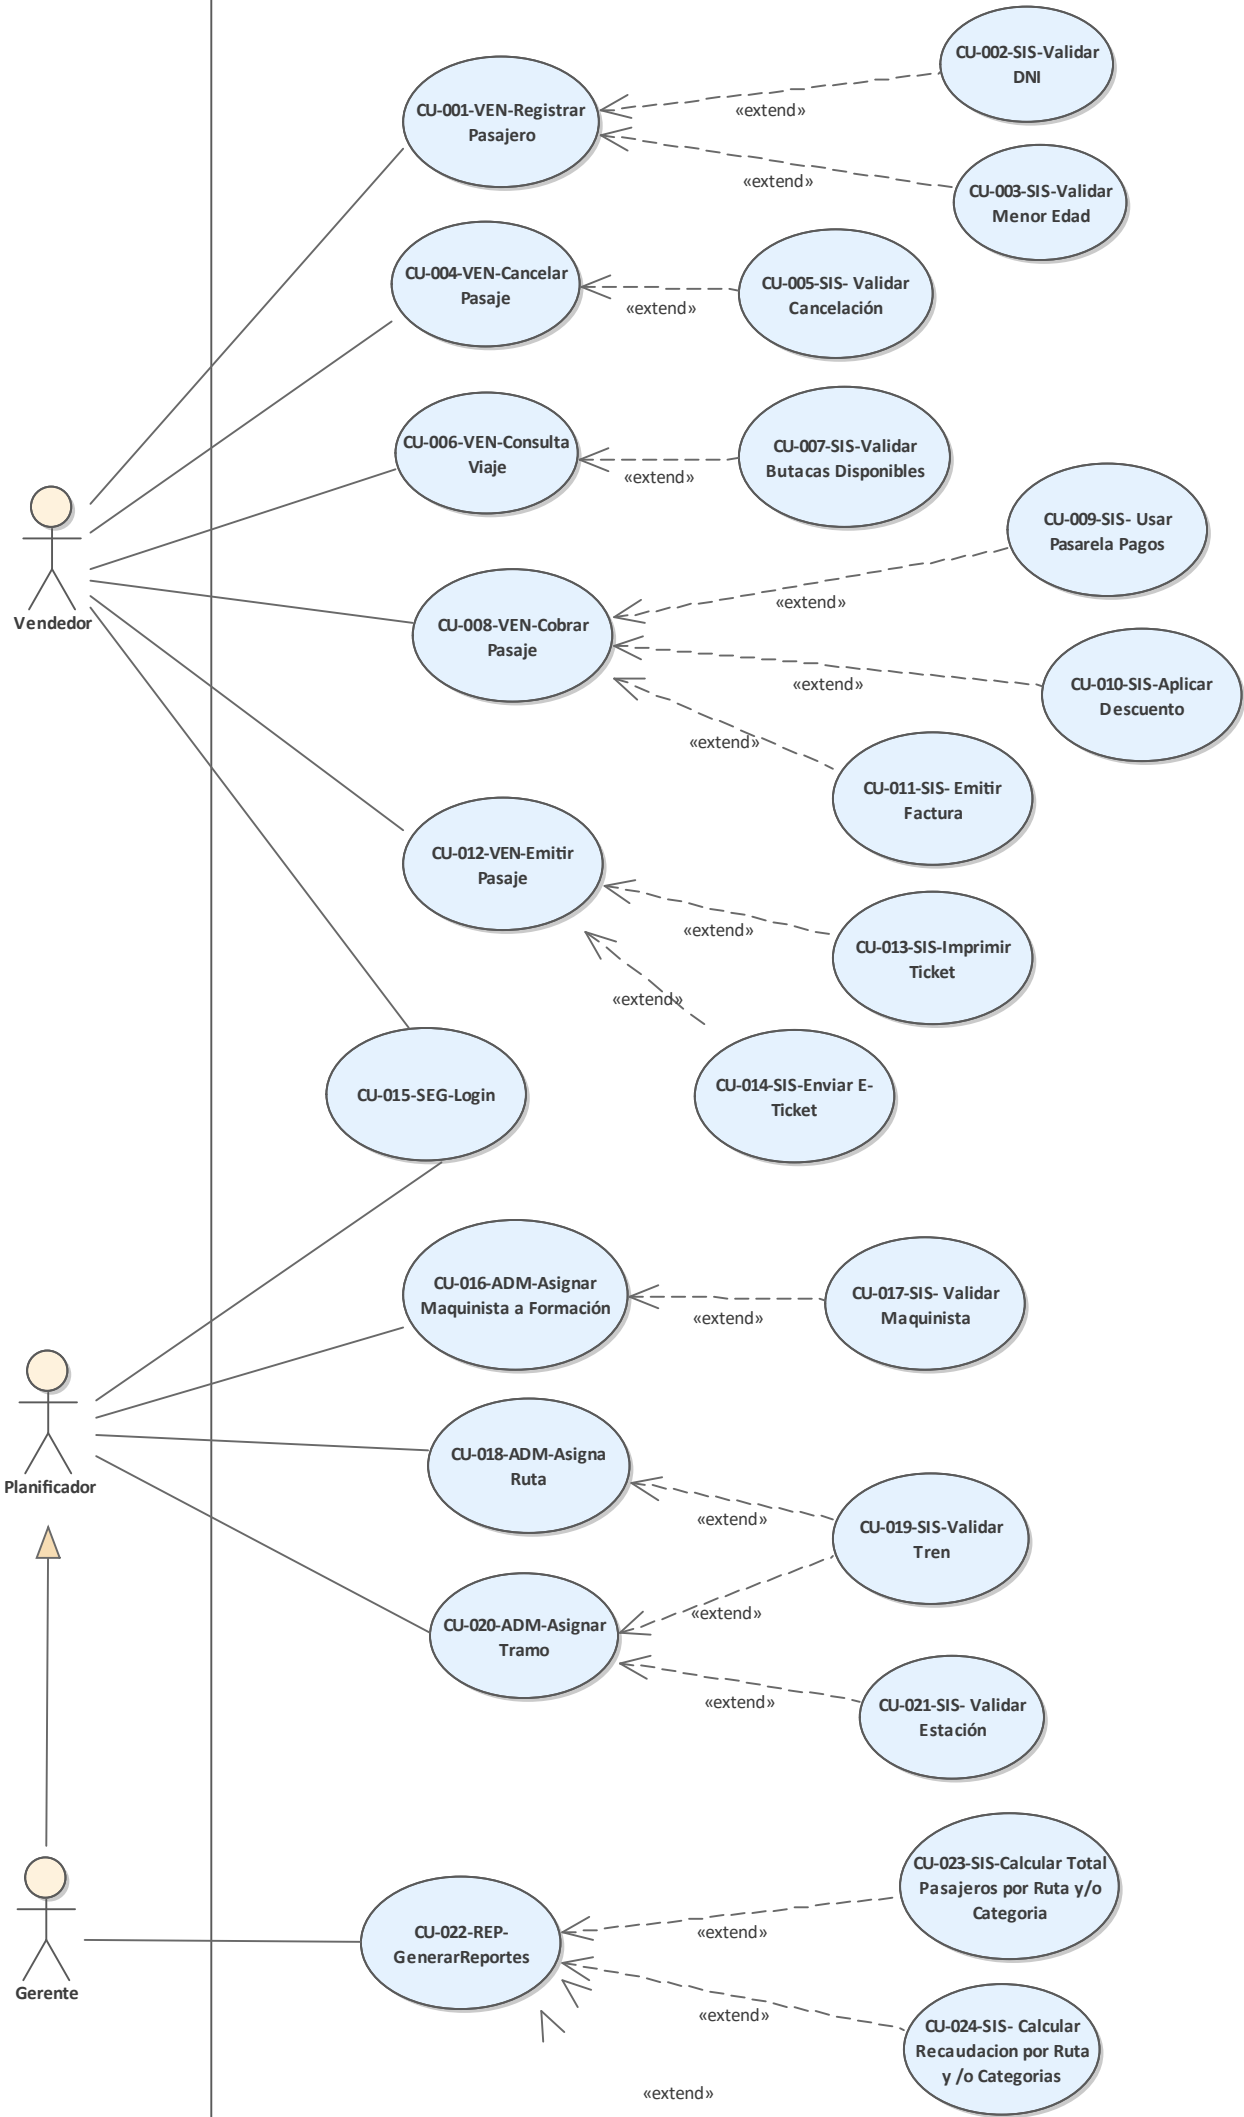 CU-002-SIS-Validar
DNI
CU-001-VEN-Registrar
Pasajero
«extend»
«extend»
CU-003-SIS-Validar
Menor Edad
CU-004-VEN-Cancelar
Pasaje
CU-005-SIS- Validar
Cancelación
«extend»
CU-006-VEN-Consulta
Viaje
CU-007-SIS-Validar
Butacas Disponibles
«extend»
CU-009-SIS- Usar
Pasarela Pagos
«extend»
Vendedor
CU-008-VEN-Cobrar
Pasaje
«extend»
CU-010-SIS-Aplicar
Descuento
«extend»
CU-011-SIS- Emitir
Factura
CU-012-VEN-Emitir
Pasaje
«extend»
CU-013-SIS-Imprimir
Ticket
«extend»
CU-014-SIS-Enviar E-
Ticket
CU-015-SEG-Login
CU-016-ADM-Asignar
Maquinista a Formación
CU-017-SIS- Validar
Maquinista
«extend»
CU-018-ADM-Asigna
Ruta
Planificador
«extend»
CU-019-SIS-Validar
Tren
«extend»
CU-020-ADM-Asignar
Tramo
«extend»
CU-021-SIS- Validar
Estación
CU-023-SIS-Calcular Total
Pasajeros por Ruta y/o
Categoria
«extend»
CU-022-REP-
GenerarReportes
Gerente
«extend»
CU-024-SIS- Calcular
Recaudacion por Ruta
y /o Categorias
«extend»